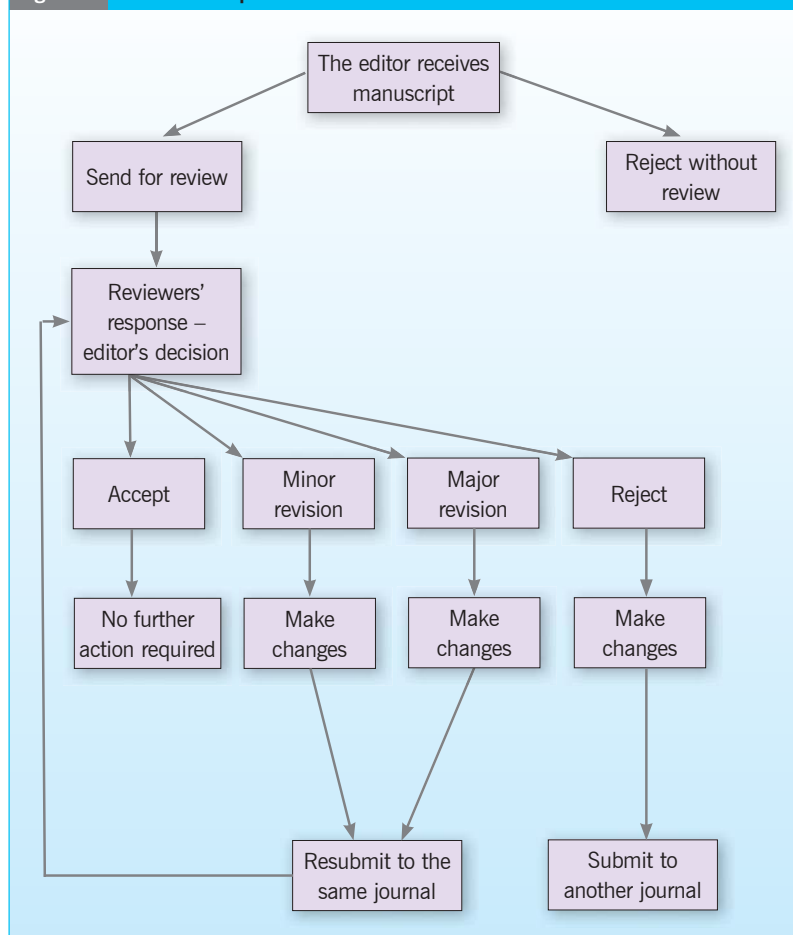 The editor receives
manuscript
Send for review
Reject without
review
Reviewers’
response –
editor’s decision
Accept
Minor
revision
Major
revision
Reject
No further
action required
Make
changes
Make
changes
Make
changes
Resubmit to the
same journal
Submit to
another journal